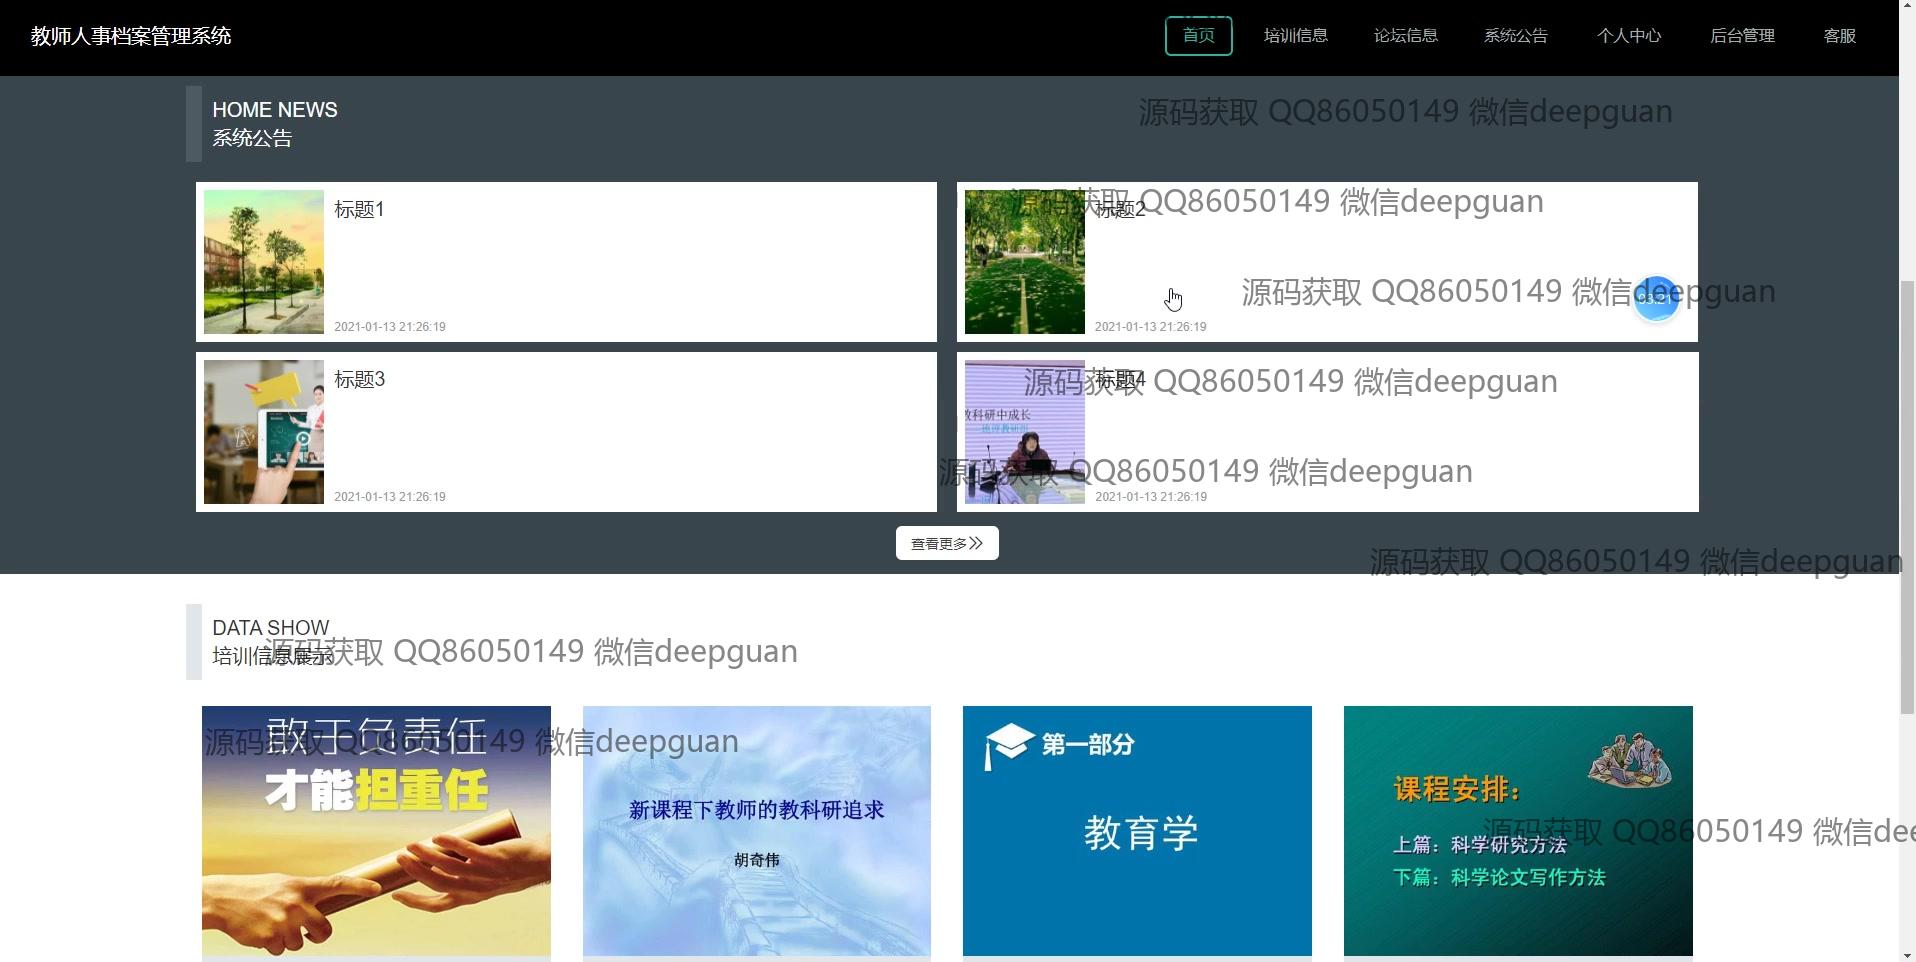 教师人事档案管理系统
首页
培训信息
论坛信息
系统公告
个人中心
后台管理
客服
HOME NEWS
系统公告
源码获取 QQ86050149 微信deepguan
标题1
2021-01-13 21:26:19
标题2
源码获取 QQ86050149 微信deepguan
源码获取 QQ86050149 微信deepguan
03:21
2021-01-13 21:26:19
标题3
2021-01-13 21:26:19
标题4
源码获取 QQ86050149 微信deepguan
教科研中成长
源码获取 QQ86050149 微信deepguan
2021-01-13 21:26:19
查看更多
源码获取 QQ86050149 微信deepguan
DATA SHOW
培训信息展示
源码获取 QQ86050149 微信deepguan
敢于负责任
源码获取 QQ86050149 微信deepguan
才能担重任
新课程下教师的教科研追求
胡奇伟
第一部分
教育学
课程安排：
源码获取 QQ86050149 微信dee
上篇：科学研究方法
下篇：科学论文写作方法